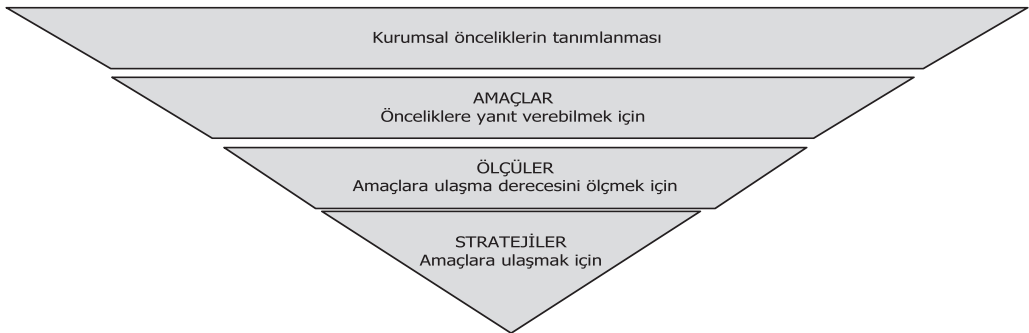 Kurumsal önceliklerin tanımlanması
AMAÇLAR
Önceliklere yanıt verebilmek için
ÖLÇÜLER
Amaçlara ulaşma derecesini ölçmek için
STRATEJİLER
Amaçlara ulaşmak için